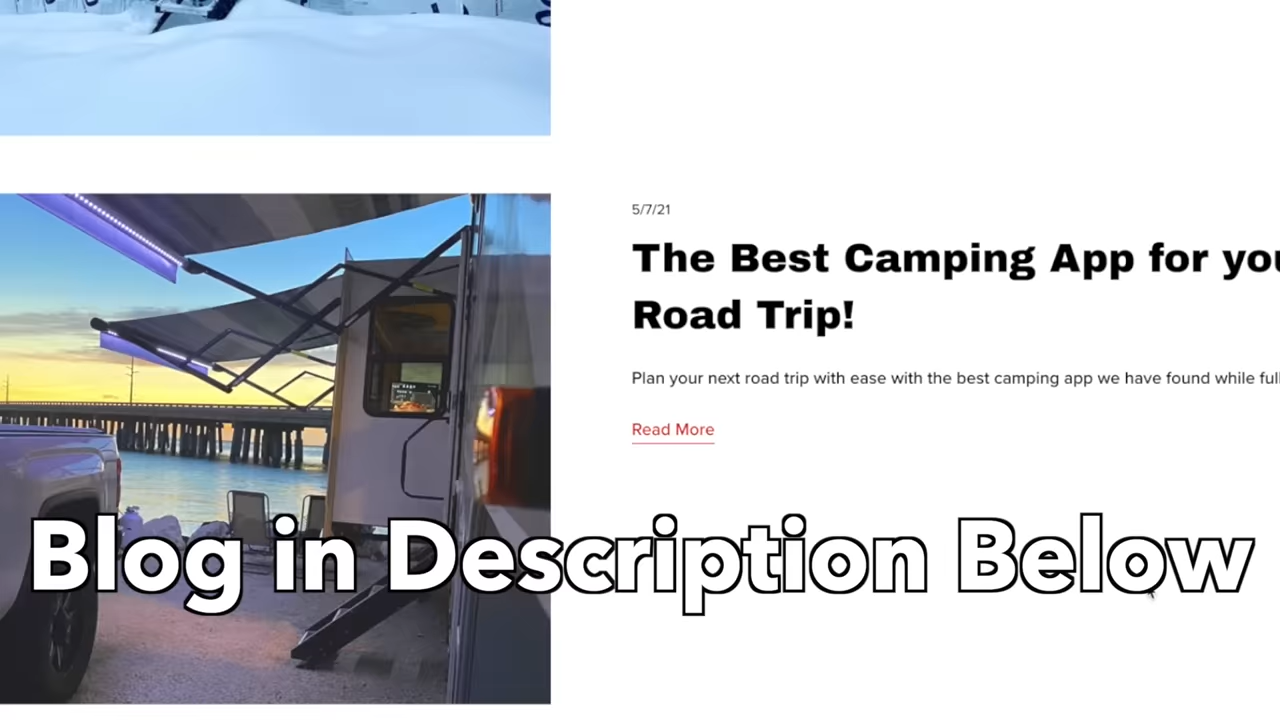 5/7/21
The Best Camping App for you
Road Trip!
Plan your next road trip with ease with the best camping app we have found while full
Read More
Blog in Description Below